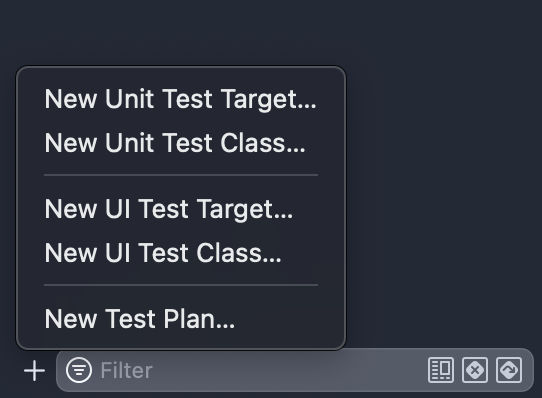 New Unit Test Target...
New Unit Test Class...
New UI Test Target...
New UI Test Class...
New Test Plan...
Filter